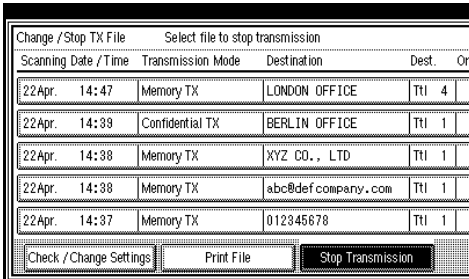 Change / Stop TX File Select file to stop transmission
Scanning Date / Time Transmission Mode Destination Dest. Or
22Apr. 14:47 Memory TX LONDON OFFICE Ttl 4
22Apr. 14:39 Confidential TX BERLIN OFFICE Ttl 1
22Apr. 14:38 Memory TX XYZ CO., LTD Ttl 1
22Apr. 14:38 Memory TX abc@defcompany.com Ttl 1
22Apr. 14:37 Memory TX 012345678 Ttl 1
Check / Change Settings Print File Stop Transmission